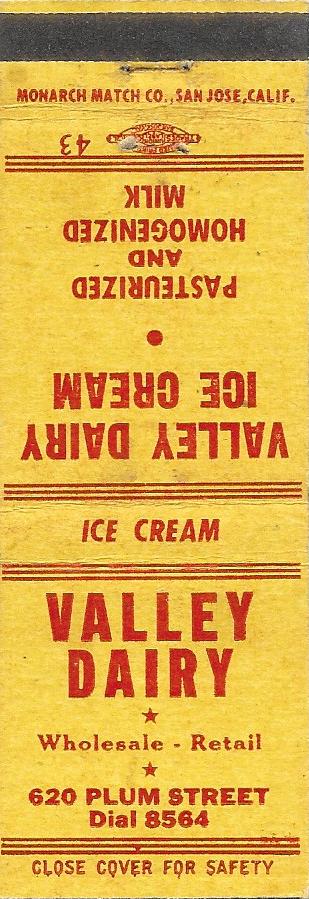 MONARCH MATCH CO., SAN JOSE, CALIF.
43
VALLEY DAIRY
ICE CREAM
PASTEURIZED
AND
HOMOGENIZED
MILK
ICE CREAM
VALLEY
DAIRY
Wholesale - Retail
620 PLUM STREET
Dial 8564
CLOSE COVER FOR SAFETY